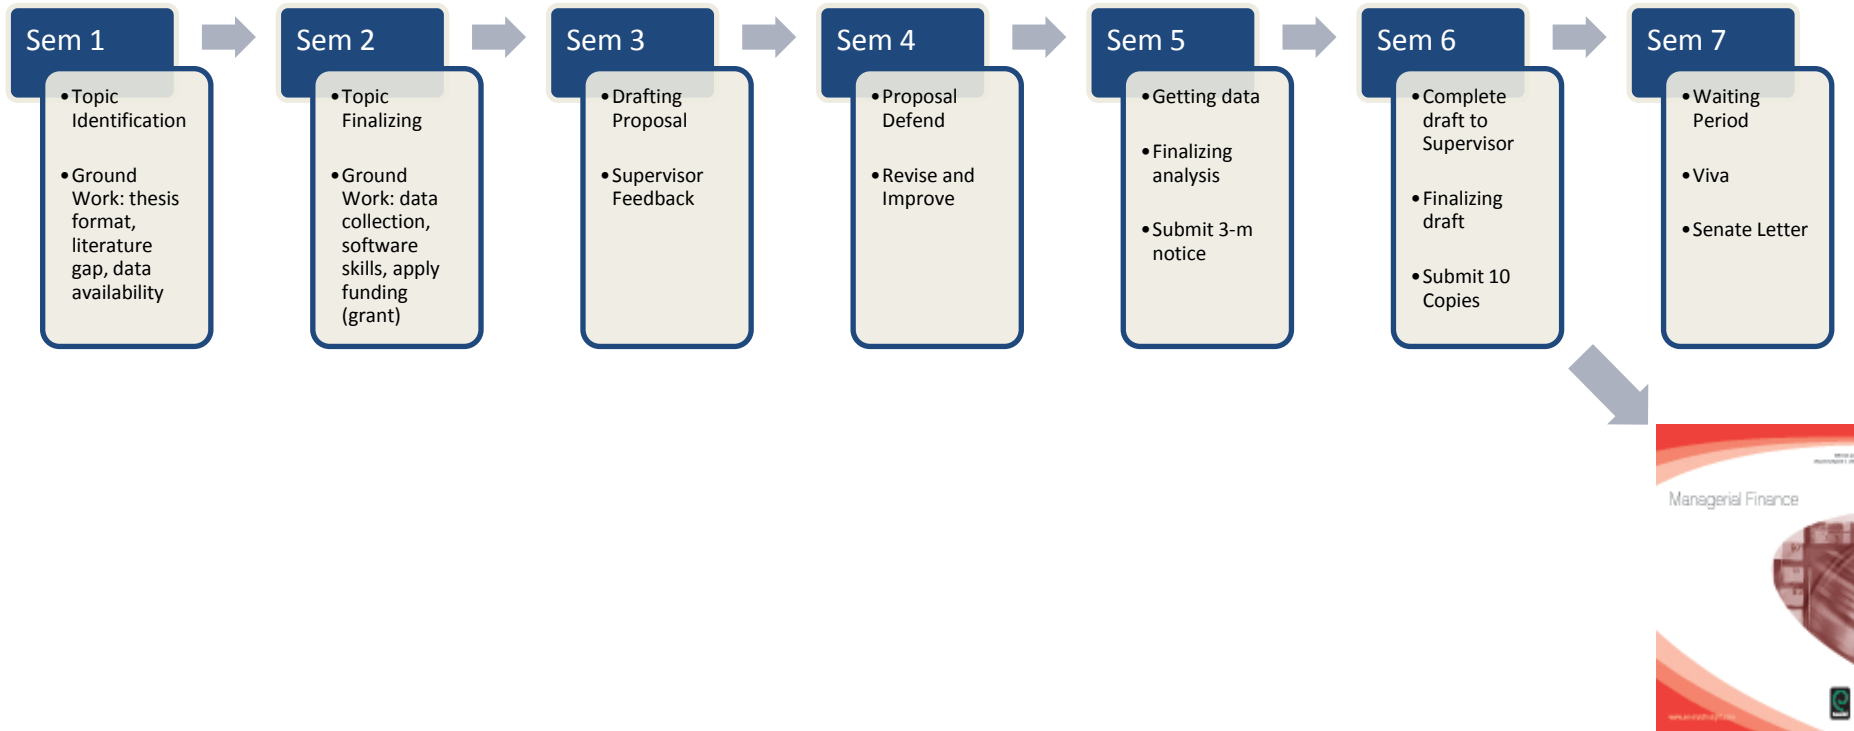 Sem 1
• Topic
Identification
• Ground
Work: thesis
format,
literature
gap, data
availability
Sem 2
• Topic
Finalizing
• Ground
Work: data
collection,
software
skills, apply
funding
(grant)
Sem 3
• Drafting
Proposal
• Supervisor
Feedback
Sem 4
• Proposal
Defend
• Revise and
Improve
Sem 5
• Getting data
• Finalizing
analysis
• Submit 3-m
notice
Sem 6
• Complete
draft to
Supervisor
• Finalizing
draft
• Submit 10
Copies
Sem 7
• Waiting
Period
• Viva
• Senate Letter
Managerial Finance